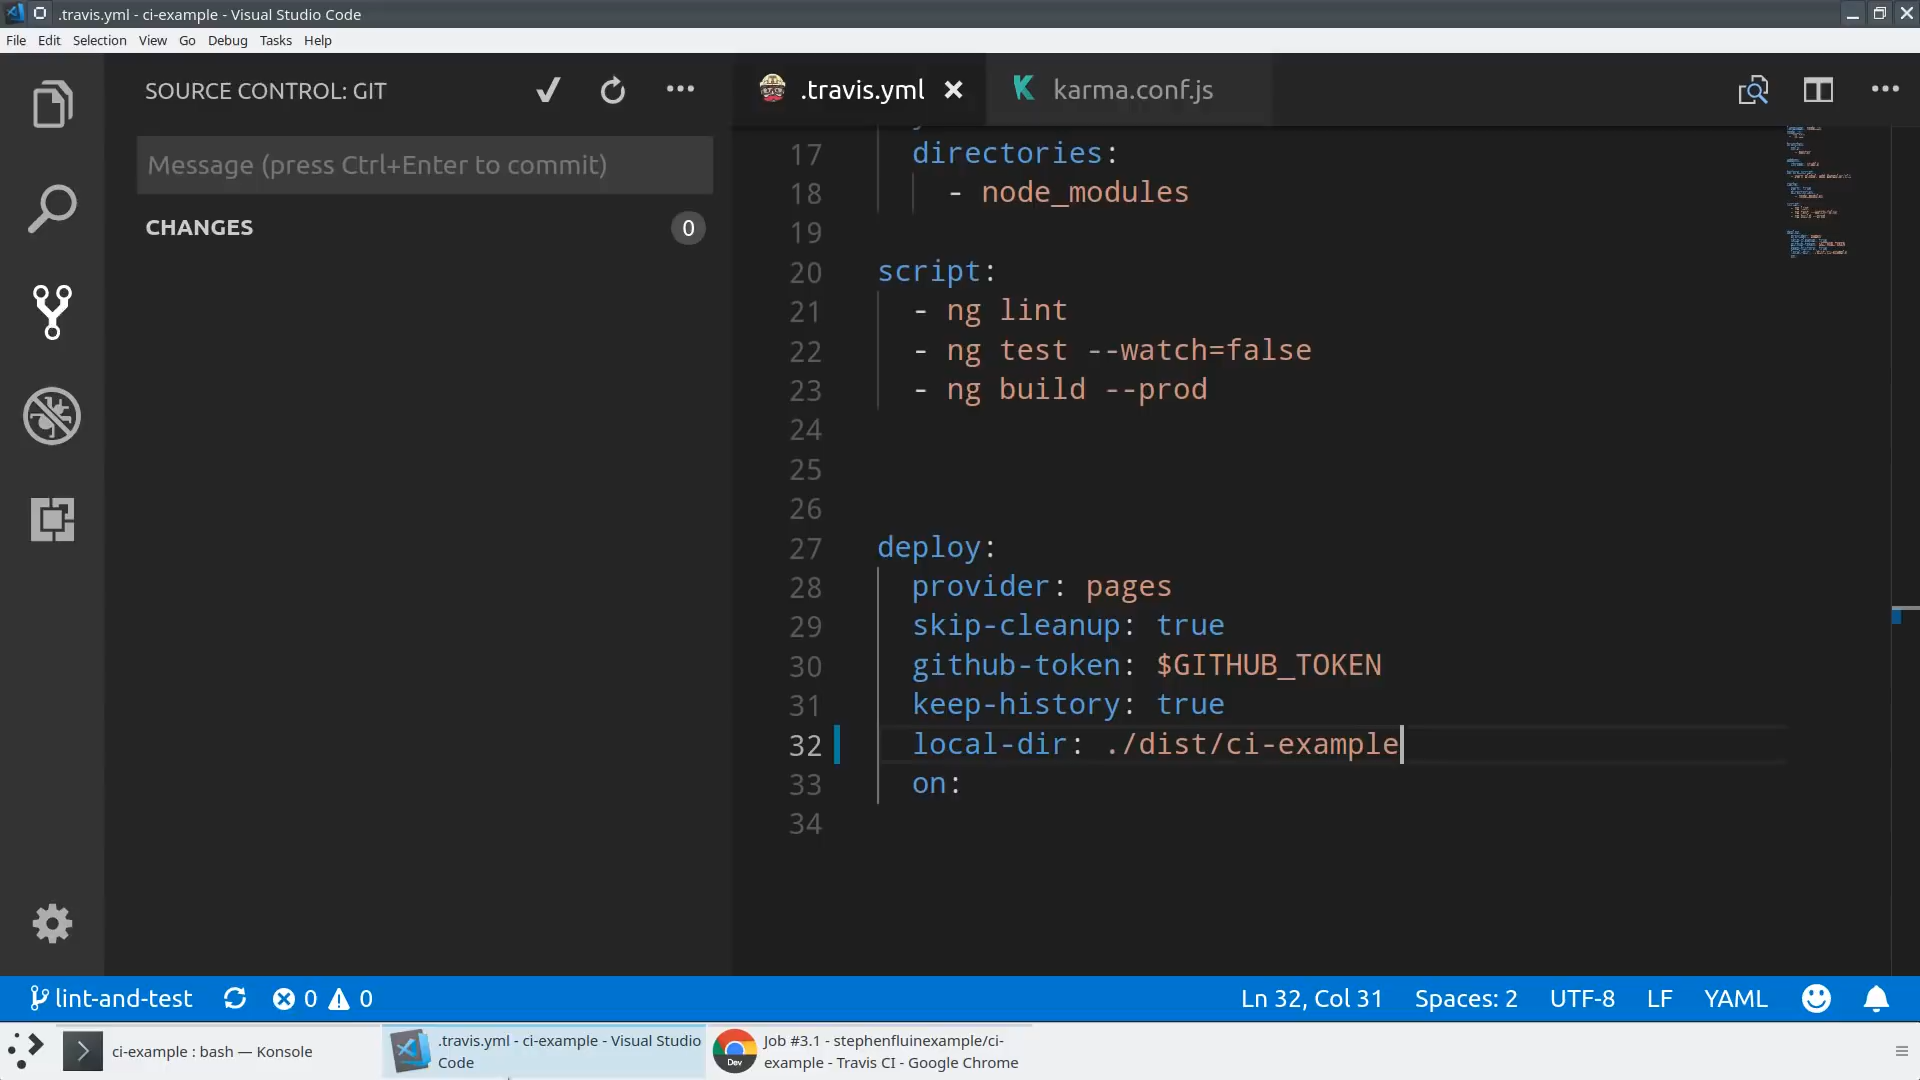 .travis.yml - ci-example - Visual Studio Code
File Edit Selection View Go Debug Tasks Help
SOURCE CONTROL: GIT
.travis.yml
karma.conf.js
Message (press Ctrl+Enter to commit)
CHANGES 0
17 directories:
18 - node_modules
19
20 script:
21 - ng lint
22 - ng test --watch=false
23 - ng build --prod
24
25
26
27 deploy:
28 provider: pages
29 skip-cleanup: true
30 github-token: $GITHUB_TOKEN
31 keep-history: true
32 local-dir: ./dist/ci-example
33 on:
34
lint-and-test 0 0 Ln 32, Col 31 Spaces: 2 UTF-8 LF YAML
ci-example : bash — Konsole
.travis.yml - ci-example - Visual Studio
Code
Dev
Job #3.1 - stephenfluinexample/ci-
example - Travis CI - Google Chrome